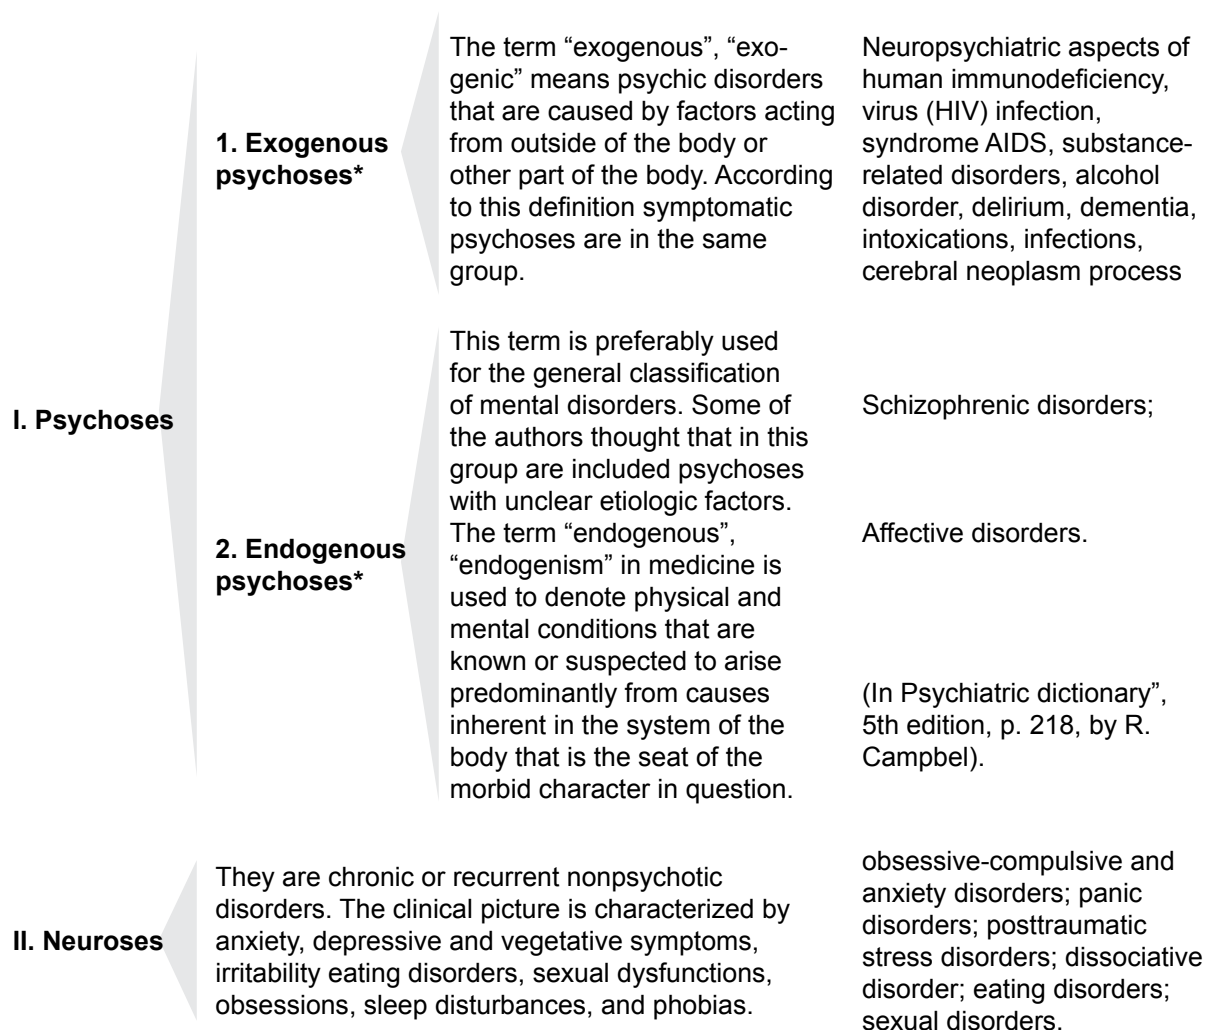 I. Psychoses
1. Exogenous
psychoses*
The term “exogenous”, “exo-
genic” means psychic disorders
that are caused by factors acting
from outside of the body or
other part of the body. According
to this definition symptomatic
psychoses are in the same
group.
Neuropsychiatric aspects of
human immunodeficiency,
virus (HIV) infection,
syndrome AIDS, substance-
related disorders, alcohol
disorder, delirium, dementia,
intoxications, infections,
cerebral neoplasm process
2. Endogenous
psychoses*
This term is preferably used
for the general classification
of mental disorders. Some of
the authors thought that in this
group are included psychoses
with unclear etiologic factors.
The term “endogenous”,
“endogenism” in medicine is
used to denote physical and
mental conditions that are
known or suspected to arise
predominantly from causes
inherent in the system of the
body that is the seat of the
morbid character in question.
Schizophrenic disorders;
Affective disorders.
(In Psychiatric dictionary”,
5th edition, p. 218, by R.
Campbel).
II. Neuroses
They are chronic or recurrent nonpsychotic
disorders. The clinical picture is characterized by
anxiety, depressive and vegetative symptoms,
irritability eating disorders, sexual dysfunctions,
obsessions, sleep disturbances, and phobias.
obsessive-compulsive and
anxiety disorders; panic
disorders; posttraumatic
stress disorders; dissociative
disorder; eating disorders;
sexual disorders.